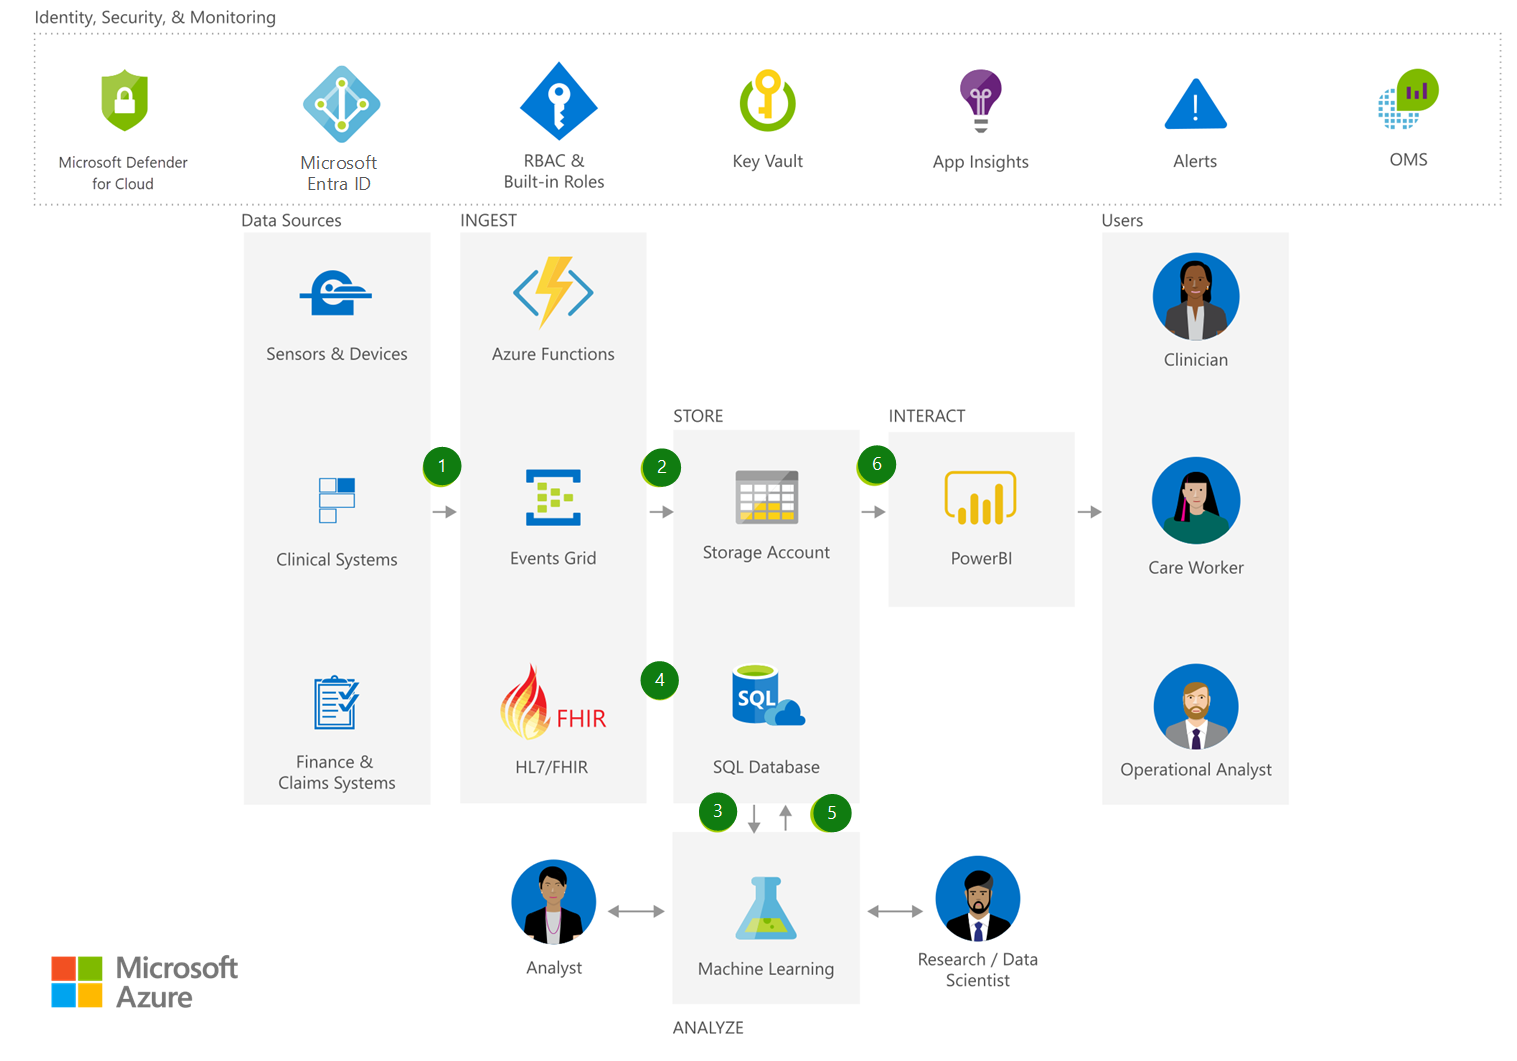 Identity, Security, & Monitoring
Microsoft Defender
for Cloud
Microsoft
Entra ID
RBAC &
Built-in Roles
Key Vault
App Insights
Alerts
OMS
Data Sources
Sensors & Devices
Clinical Systems
Finance &
Claims Systems
1
INGEST
Azure Functions
Events Grid
HL7/FHIR
FHIR
2
4
STORE
Storage Account
SQL
SQL Database
6
INTERACT
PowerBI
Users
Clinician
Care Worker
Operational Analyst
3
5
Analyst
Machine Learning
Research / Data
Scientist
ANALYZE
Microsoft
Azure